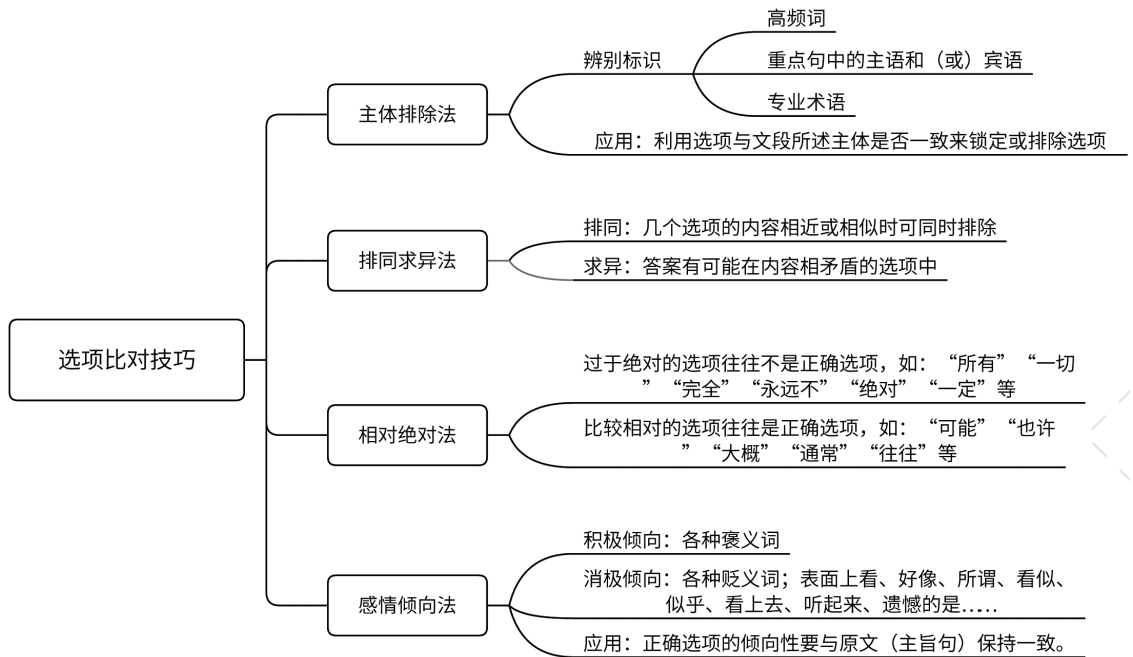 选项比对技巧
主体排除法
辨别标识
高频词
重点句中的主语和（或）宾语
专业术语
应用：利用选项与文段所述主体是否一致来锁定或排除选项
排同求异法
排同：几个选项的内容相近或相似时可同时排除
求异：答案有可能在内容相矛盾的选项中
相对绝对法
过于绝对的选项往往不是正确选项，如：“所有”“一切
”“完全”“永远不”“绝对”“一定”等
比较相对的选项往往是正确选项，如：“可能”“也许
”“大概”“通常”“往往”等
感情倾向法
积极倾向：各种褒义词
消极倾向：各种贬义词；表面上看、好像、所谓、看似、
似乎、看上去、听起来、遗憾的是……
应用：正确选项的倾向性要与原文（主旨句）保持一致。